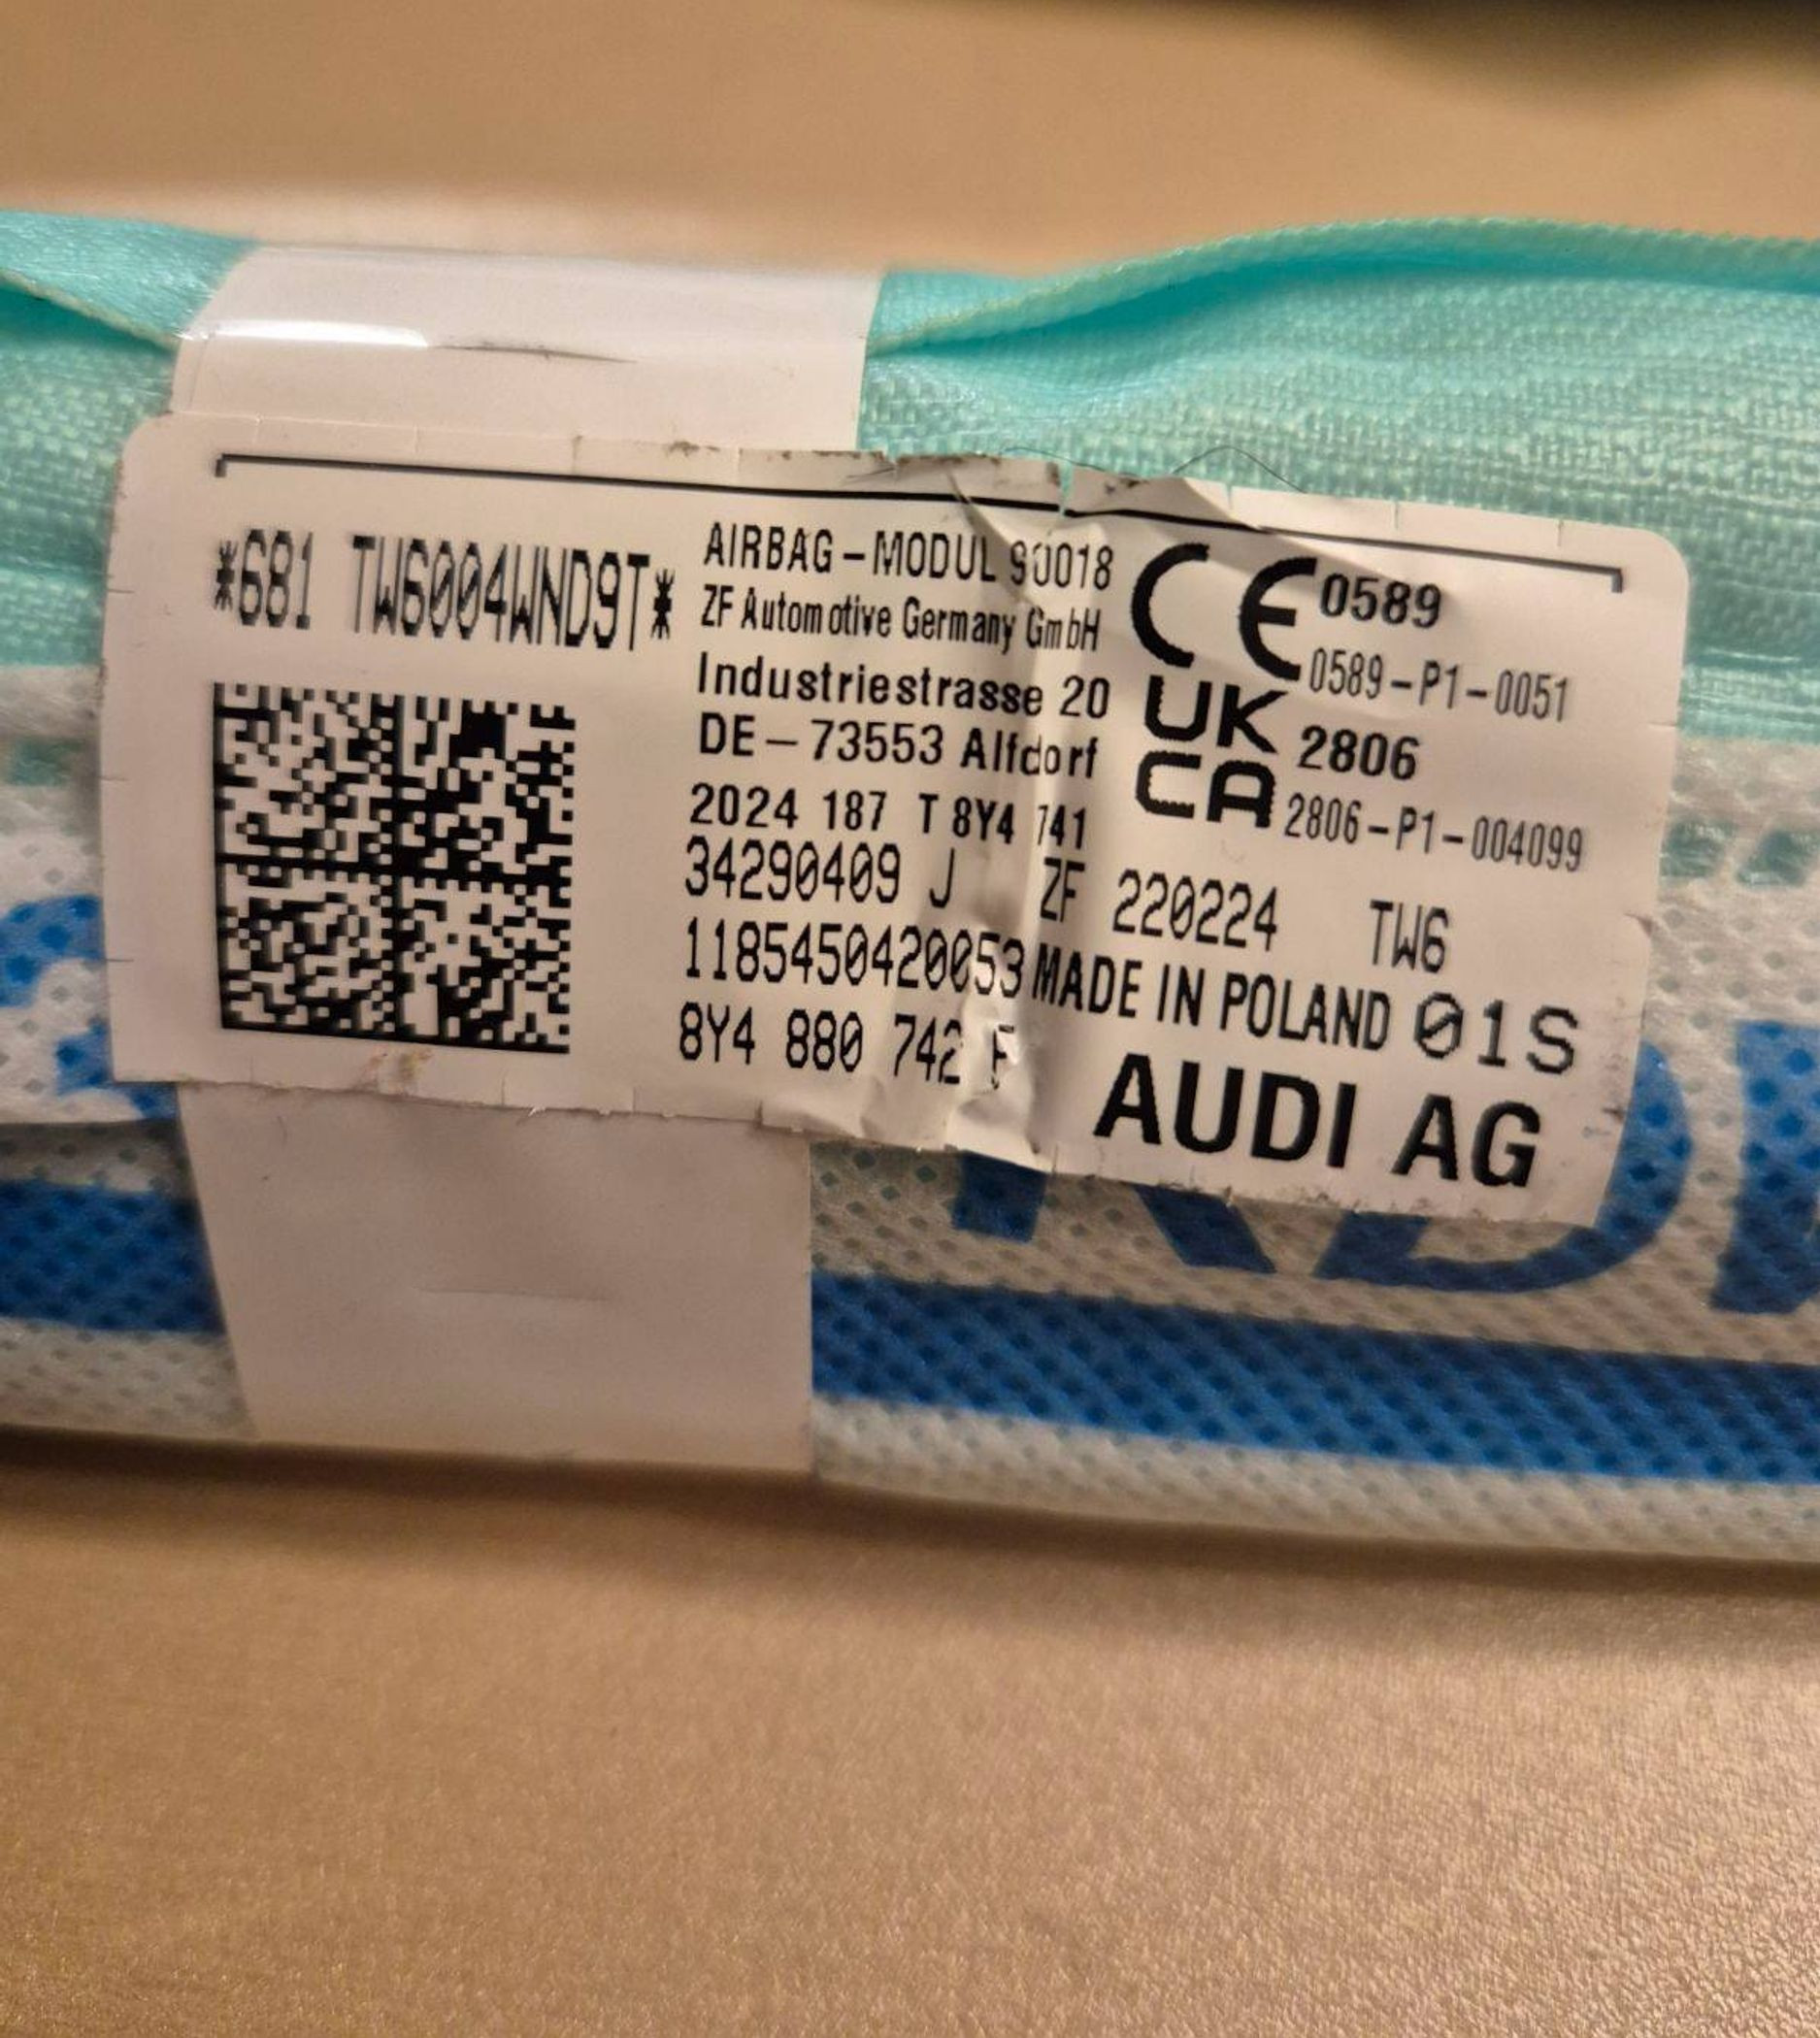 *681 TW6004WND9T*
AIRBAG-MODUL 90018
ZF Automotive Germany GmbH
Industriestrasse 20
DE-73553 Alfdorf
2024 187 T 8Y4 741
34290409 J ZF 220224 TW6
1185450420053 MADE IN POLAND 01S
8Y4 880 742 F
AUDI AG
CE 0589
0589-P1-0051
UK
CA
2806
2806-P1-004099